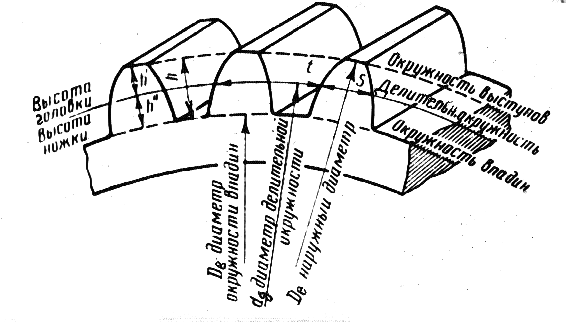 Высота
головки
Высота
ножки
h'
h"
h
t
S
Окружность выступов
Делительн. окружность
Окружность впадин
Dв диаметр
окружности впадин
dд диаметр делительной
окружности
De наружный диаметр